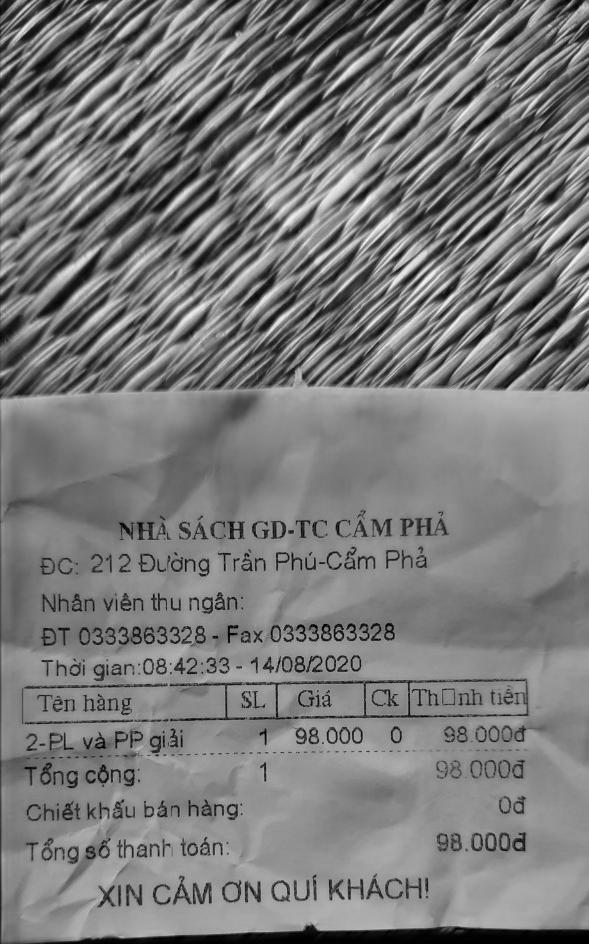 NHÀ SÁCH GD-TC CẨM PHẢ
ĐC: 212 Đường Trần Phú-Cẩm Phả
Nhân viên thu ngân:
ĐT 0333863328 - Fax 0333863328
Thời gian:08:42:33 - 14/08/2020
Tên hàng SL Giá Ck Th□nh tiền
2-PL và PP giải 1 98.000 0 98.000đ
Tổng cộng: 1 98.000đ
Chiết khấu bán hàng: 0đ
Tổng số thanh toán: 98.000đ
XIN CẢM ƠN QUÍ KHÁCH!